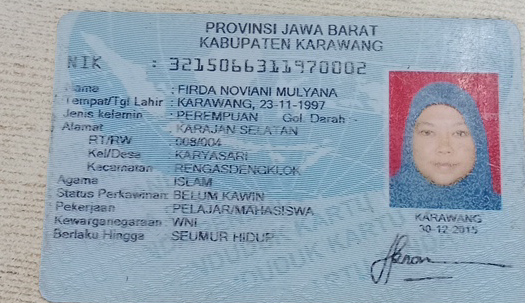 PROVINSI JAWA BARAT
KABUPATEN KARAWANG
NIK : 3215066311970002
Nama : FIRDA NOVIANI MULYANA
Tempat/Tgl Lahir : KARAWANG, 23-11-1997
Jenis kelamin : PEREMPUAN Gol. Darah :-
Alamat : KARAJAN SELATAN
RT/RW : 008/004
Kel/Desa : KARYASARI
Kecamatan : RENGASDENGKLOK
Agama : ISLAM
Status Perkawinan: BELUM KAWIN
Pekerjaan : PELAJAR/MAHASISWA
Kewarganegaraan: WNI
Berlaku Hingga : SEUMUR HIDUP
KARAWANG
30-12-2015